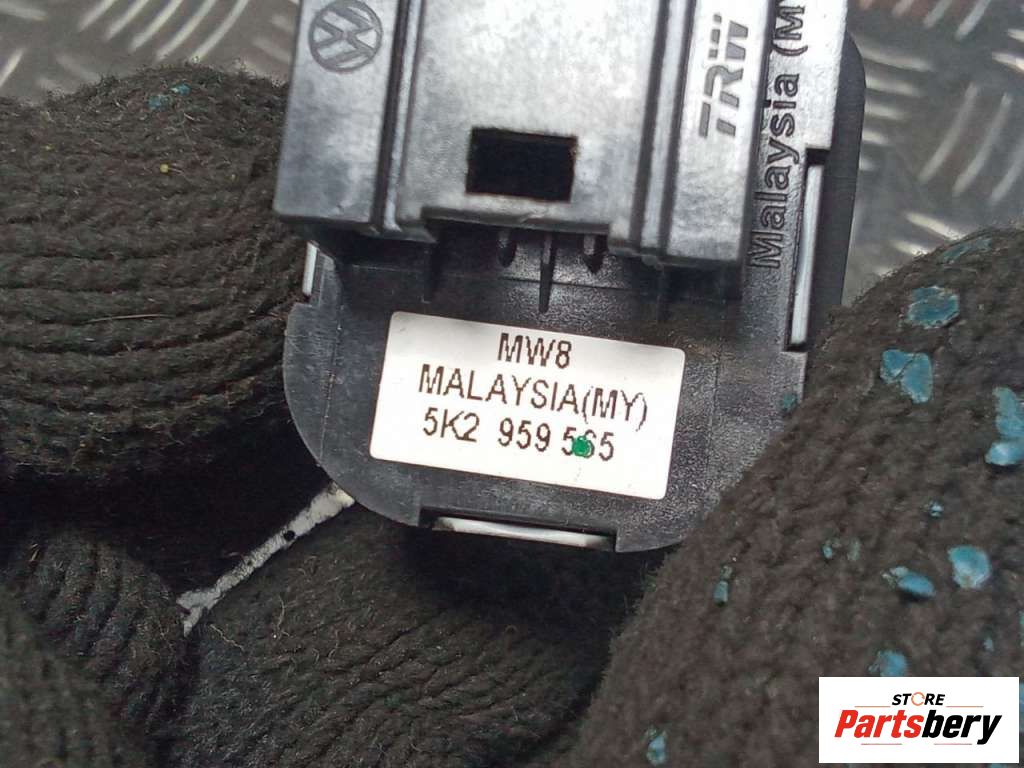 TRW
Malaysia (M
MW8
MALAYSIA(MY)
5K2 959 565
STORE
Partsbery